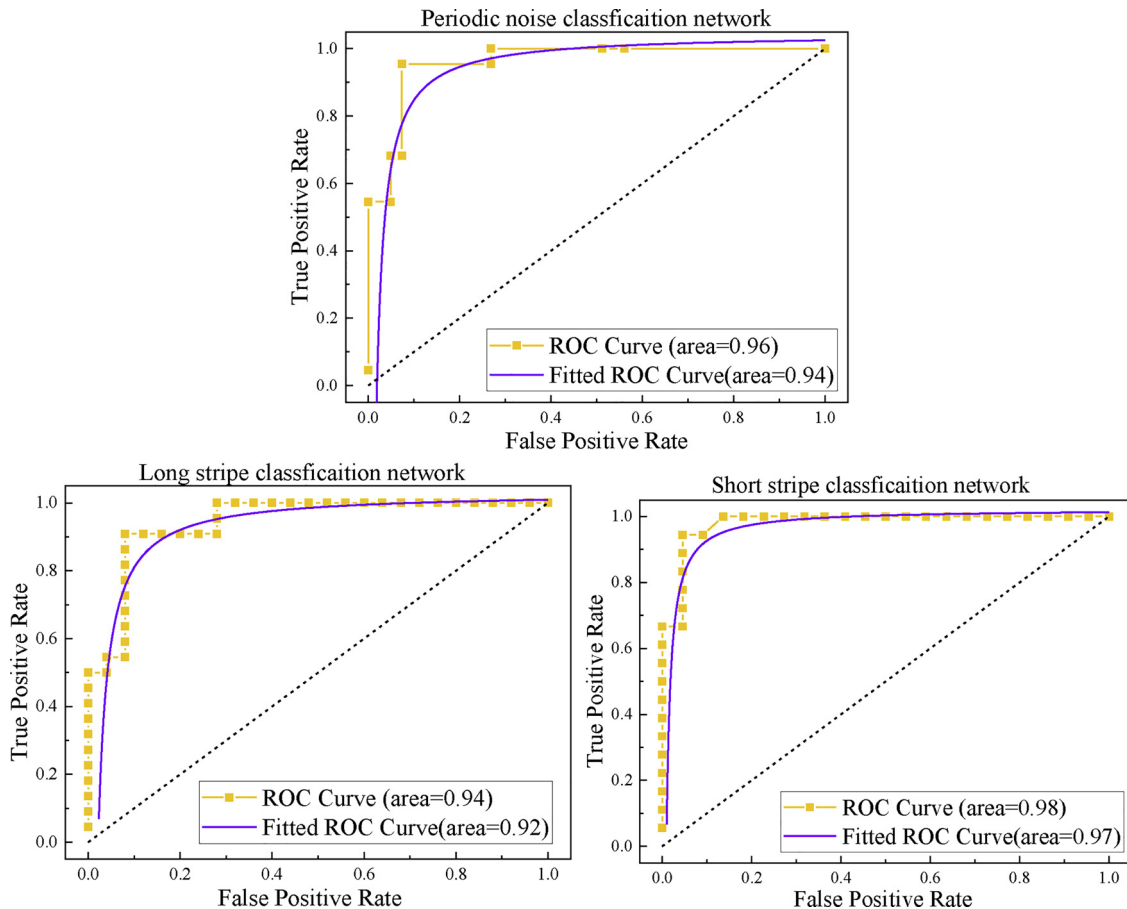 Periodic noise classficaition network
1.0
0.8
0.6
0.4
0.2
0.0
True Positive Rate
ROC Curve (area=0.96)
Fitted ROC Curve(area=0.94)
0.0 0.2 0.4 0.6 0.8 1.0
False Positive Rate
Long stripe classficaition network
1.0
0.8
0.6
0.4
0.2
0.0
True Positive Rate
ROC Curve (area=0.94)
Fitted ROC Curve(area=0.92)
0.0 0.2 0.4 0.6 0.8 1.0
False Positive Rate
Short stripe classficaition network
1.0
0.8
0.6
0.4
0.2
0.0
True Positive Rate
ROC Curve (area=0.98)
Fitted ROC Curve(area=0.97)
0.0 0.2 0.4 0.6 0.8 1.0
False Positive Rate